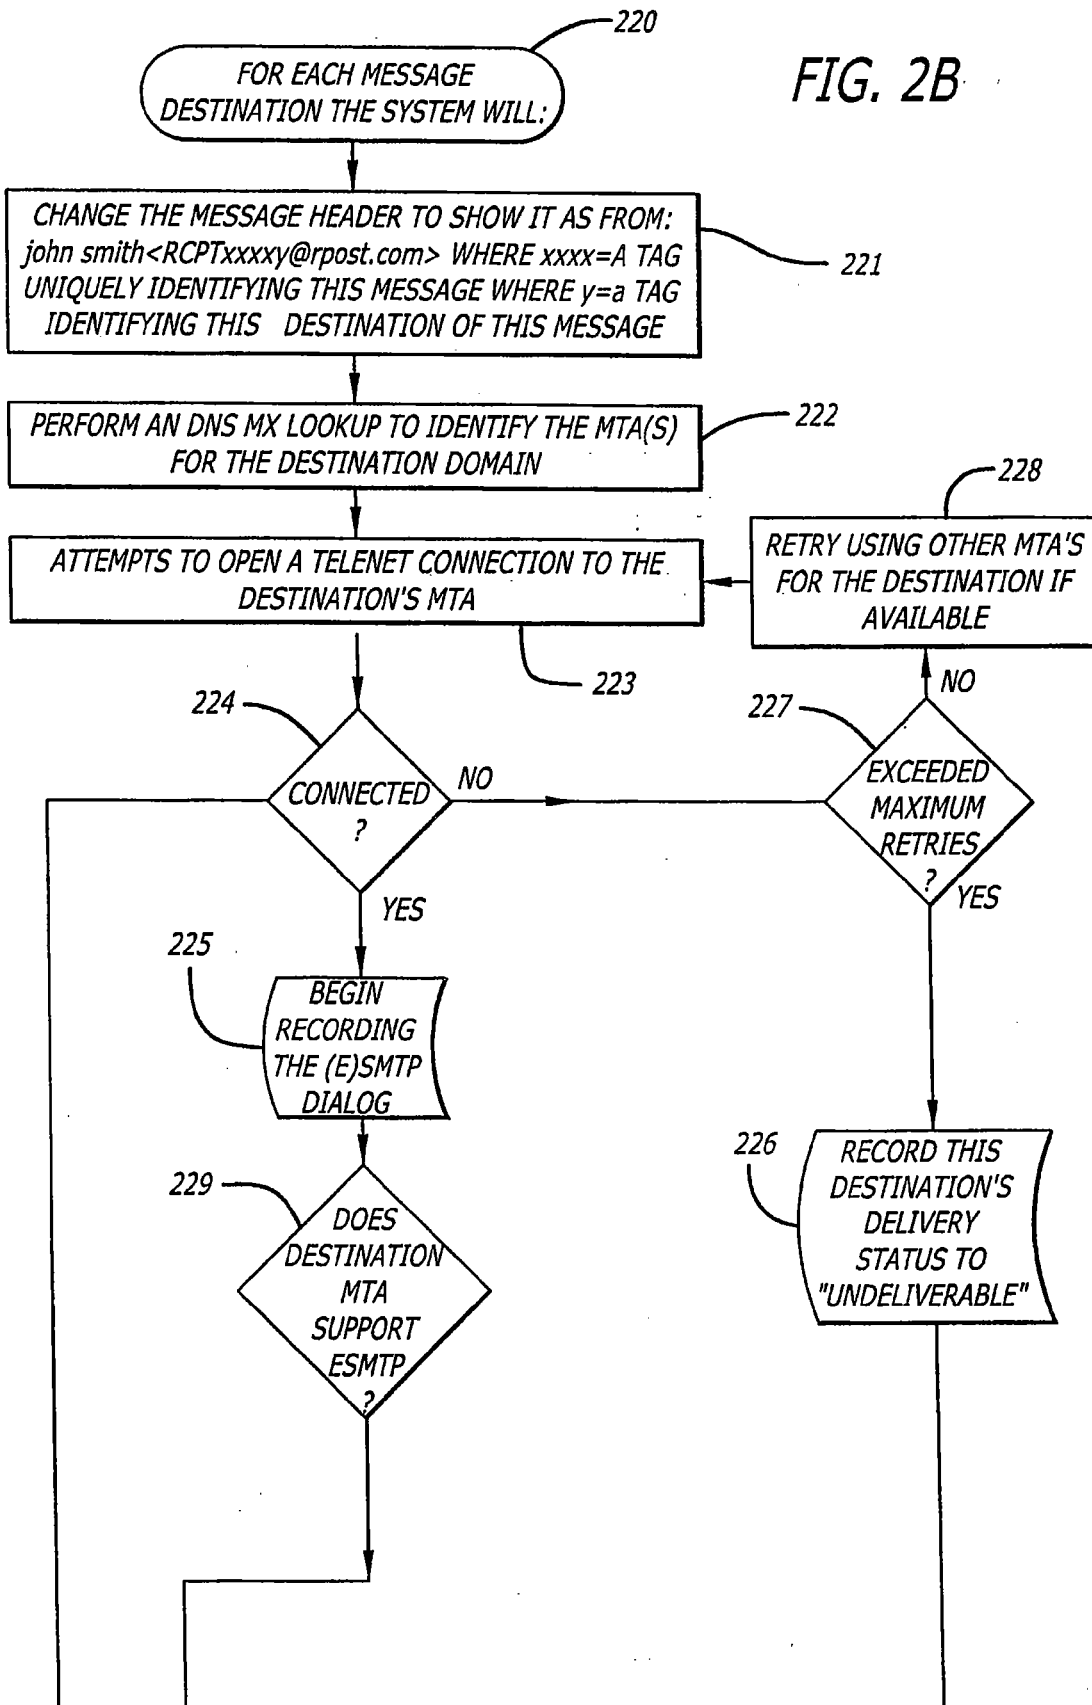 220
FIG. 2B
FOR EACH MESSAGE
DESTINATION THE SYSTEM WILL:
CHANGE THE MESSAGE HEADER TO SHOW IT AS FROM:
john smith<RCPTxxxxy@rpost.com> WHERE xxxx=A TAG
UNIQUELY IDENTIFYING THIS MESSAGE WHERE y=a TAG
IDENTIFYING THIS DESTINATION OF THIS MESSAGE
221
PERFORM AN DNS MX LOOKUP TO IDENTIFY THE MTA(S)
FOR THE DESTINATION DOMAIN
222
228
ATTEMPTS TO OPEN A TELENET CONNECTION TO THE
DESTINATION'S MTA
RETRY USING OTHER MTA'S
FOR THE DESTINATION IF
AVAILABLE
223
NO
224
227
CONNECTED
?
NO
EXCEEDED
MAXIMUM
RETRIES
?
YES
YES
225
BEGIN
RECORDING
THE (E)SMTP
DIALOG
226
RECORD THIS
DESTINATION'S
DELIVERY
STATUS TO
"UNDELIVERABLE"
229
DOES
DESTINATION
MTA
SUPPORT
ESMTP
?